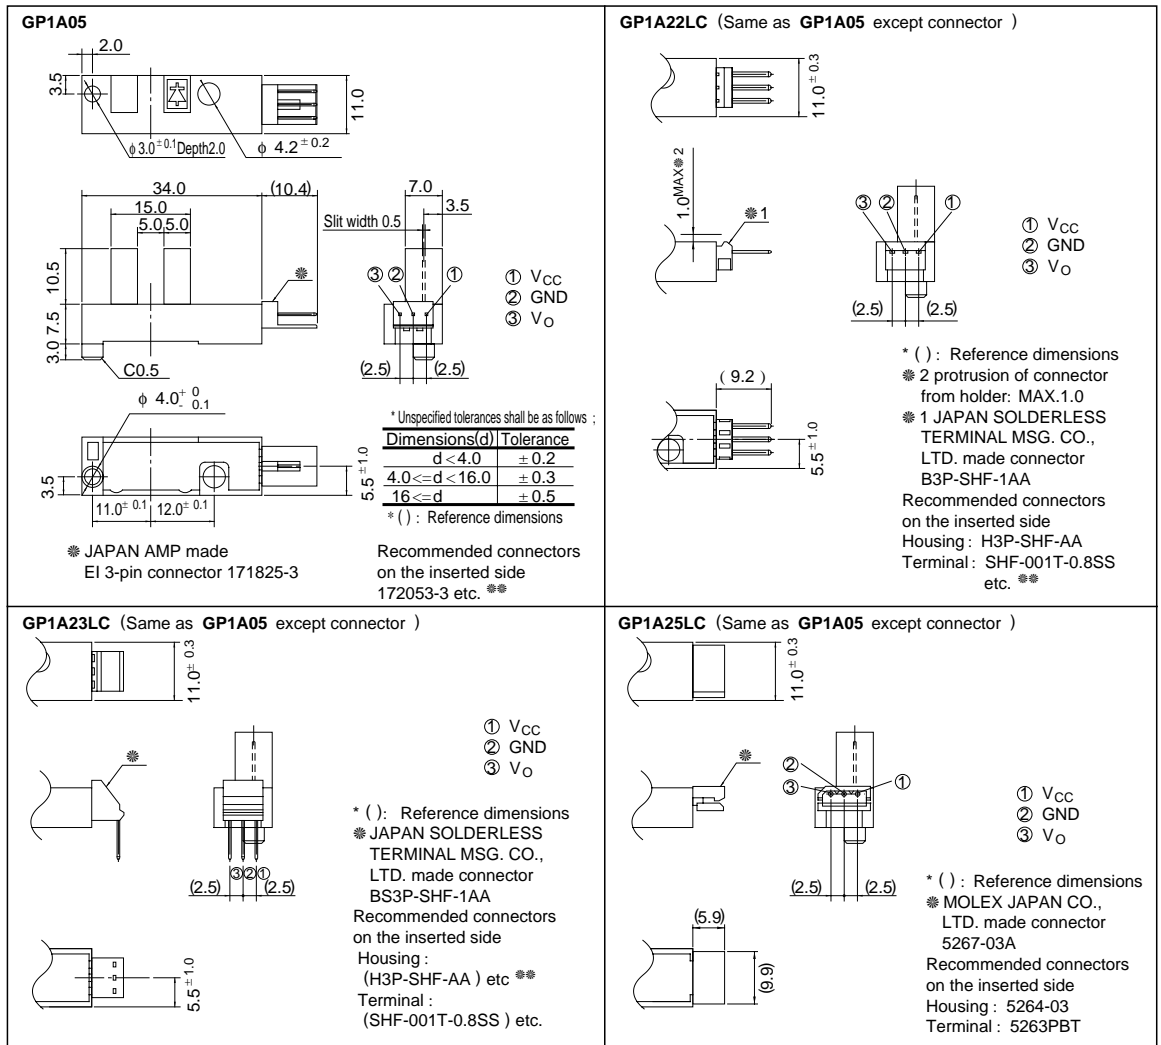 GP1A05
2.0
3.5
11.0
φ3.0±0.1Depth2.0
φ 4.2±0.2
34.0
(10.4)
15.0
5.0 5.0
10.5
7.5
3.0
C0.5
※
7.0
3.5
Slit width 0.5
③ ② ①
(2.5) (2.5)
① VCC
② GND
③ VO
φ 4.0 + 0 - 0.1
3.5
11.0± 0.1
12.0± 0.1
5.5±1.0
* Unspecified tolerances shall be as follows ;
Dimensions(d) Tolerance
d<4.0 ±0.2
4.0<=d<16.0 ±0.3
16<=d ±0.5
*( ) : Reference dimensions
※ JAPAN AMP made
EI 3-pin connector 171825-3
Recommended connectors
on the inserted side
172053-3 etc. ※※
GP1A22LC (Same as GP1A05 except connector )
11.0± 0.3
1.0MAX※2
※1
③ ② ①
(2.5) (2.5)
① VCC
② GND
③ VO
( 9.2 )
5.5±1.0
* ( ) : Reference dimensions
※ 2 protrusion of connector
from holder: MAX.1.0
※ 1 JAPAN SOLDERLESS
TERMINAL MSG. CO.,
LTD. made connector
B3P-SHF-1AA
Recommended connectors
on the inserted side
Housing : H3P-SHF-AA
Terminal : SHF-001T-0.8SS
etc. ※※
GP1A23LC (Same as GP1A05 except connector )
11.0± 0.3
※
③②①
(2.5) (2.5)
① VCC
② GND
③ VO
5.5±1.0
* ( ): Reference dimensions
※ JAPAN SOLDERLESS
TERMINAL MSG. CO.,
LTD. made connector
BS3P-SHF-1AA
Recommended connectors
on the inserted side
Housing :
(H3P-SHF-AA ) etc ※※
Terminal :
(SHF-001T-0.8SS ) etc.
GP1A25LC (Same as GP1A05 except connector )
11.0± 0.3
※
②
③
①
(2.5) (2.5)
① VCC
② GND
③ VO
(5.9)
(9.9)
* ( ) : Reference dimensions
※ MOLEX JAPAN CO.,
LTD. made connector
5267-03A
Recommended connectors
on the inserted side
Housing : 5264-03
Terminal : 5263PBT